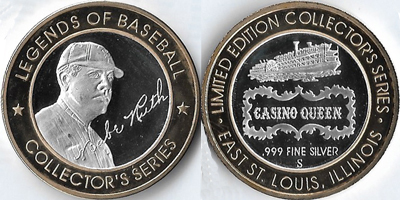 LEGENDS OF BASEBALL
Babe Ruth
COLLECTOR'S SERIES
LIMITED EDITION COLLECTOR'S SERIES
CASINO QUEEN
.999 FINE SILVER
S
EAST ST. LOUIS, ILLINOIS